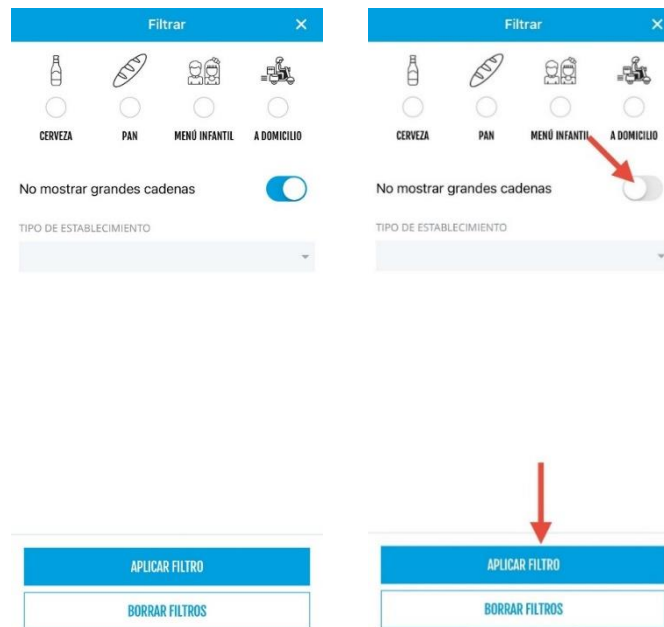 Filtrar
CERVEZA PAN MENÚ INFANTIL A DOMICILIO
No mostrar grandes cadenas
TIPO DE ESTABLECIMIENTO
APLICAR FILTRO
BORRAR FILTROS
Filtrar
CERVEZA PAN MENÚ INFANTIL A DOMICILIO
No mostrar grandes cadenas
TIPO DE ESTABLECIMIENTO
APLICAR FILTRO
BORRAR FILTROS